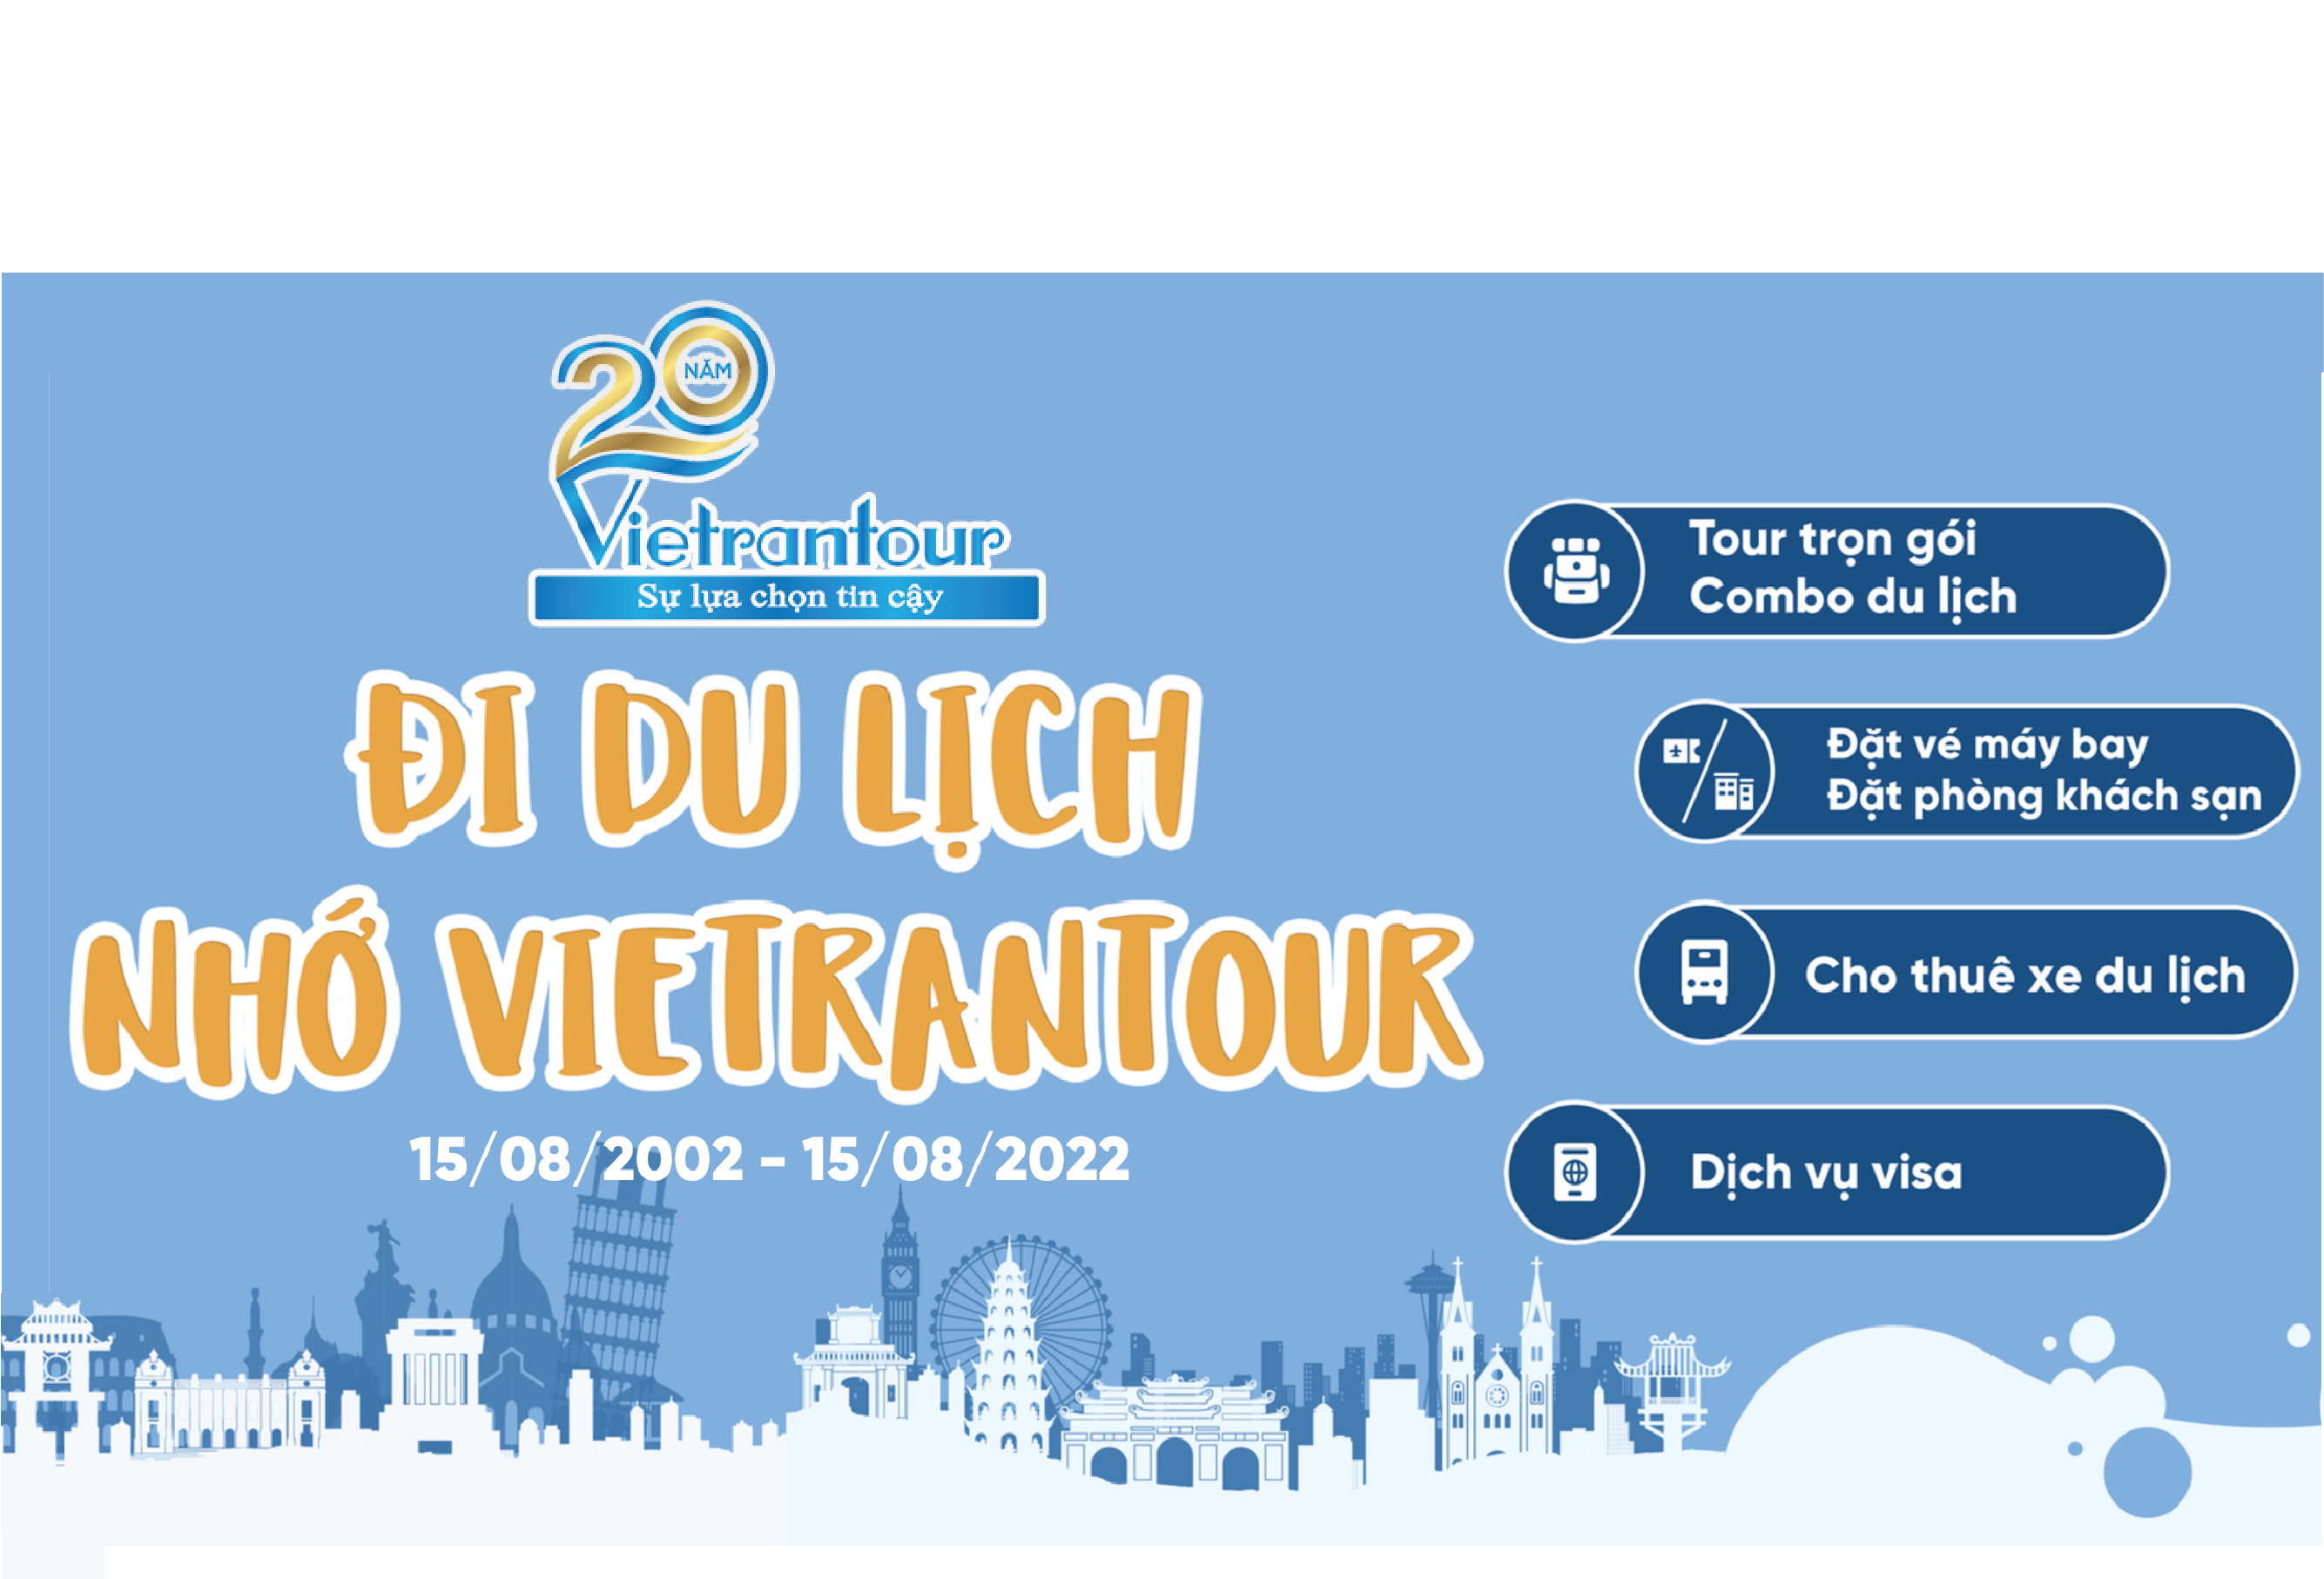 20
NĂM
Vietrantour
Sự lựa chọn tin cậy
ĐI DU LỊCH
NHỚ VIETRANTOUR
15/08/2002 - 15/08/2022
Tour trọn gói
Combo du lịch
Đặt vé máy bay
Đặt phòng khách sạn
Cho thuê xe du lịch
Dịch vụ visa